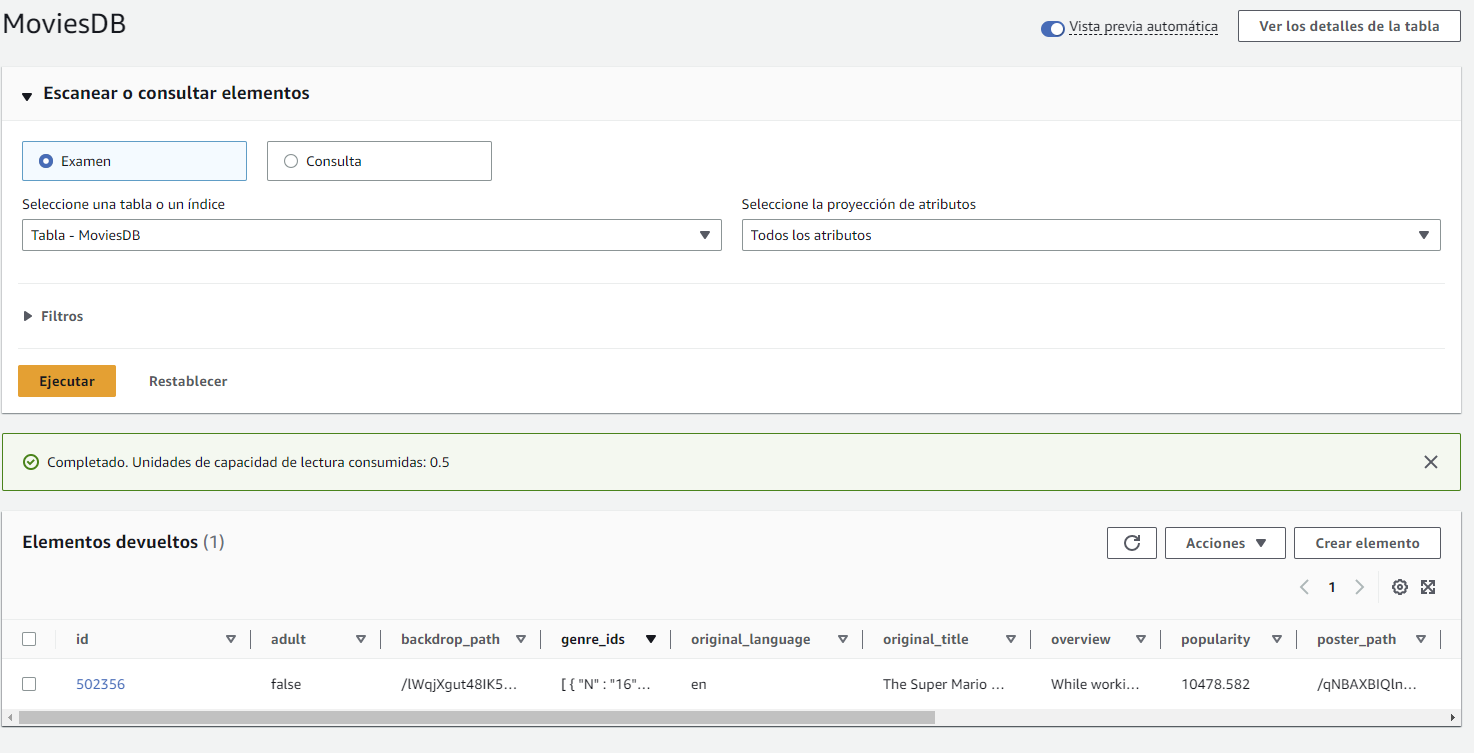 MoviesDB
Vista previa automática
Ver los detalles de la tabla
Escanear o consultar elementos
Examen
Consulta
Seleccione una tabla o un índice
Seleccione la proyección de atributos
Tabla - MoviesDB
Todos los atributos
Filtros
Ejecutar
Restablecer
Completado. Unidades de capacidad de lectura consumidas: 0.5
Elementos devueltos (1)
Acciones
Crear elemento
1
id adult backdrop_path genre_ids original_language original_title overview popularity poster_path
502356 false /lWqjXgut48IK5... [ { "N" : "16"... en The Super Mario ... While worki... 10478.582 /qNBAXBIQln...